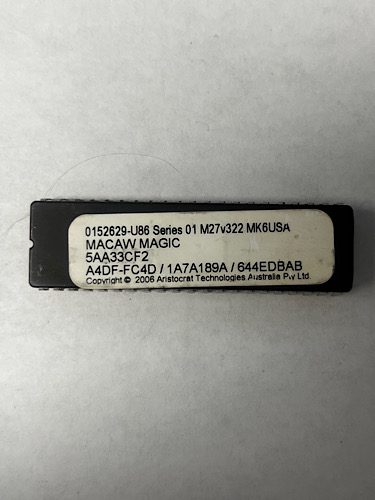 0152629-U86 Series 01 M27v322 MK6USA
MACAW MAGIC
5AA33CF2
A4DF-FC4D / 1A7A189A / 644EDBAB
Copyright © 2006 Aristocrat Technologies Australia Pty Ltd.